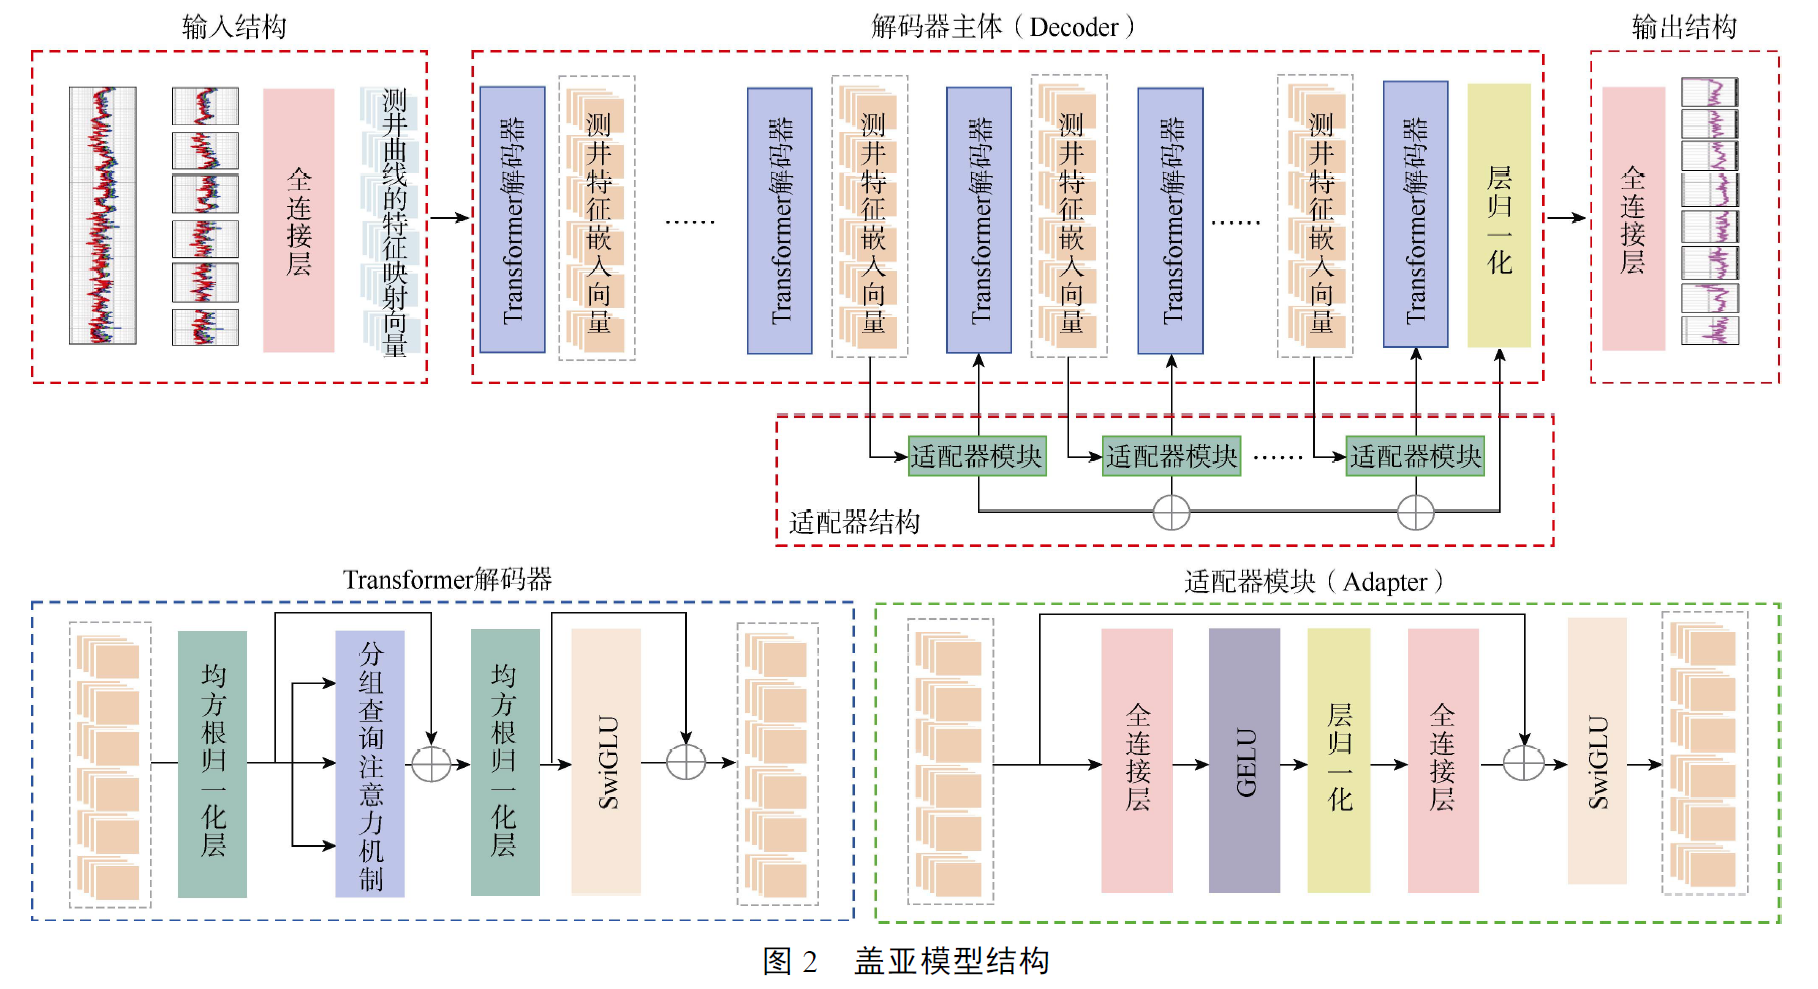 输入结构
解码器主体（Decoder）
输出结构
全连接层
测井曲线的特征映射向量
Transformer解码器
测井特征嵌入向量
……
Transformer解码器
测井特征嵌入向量
Transformer解码器
测井特征嵌入向量
Transformer解码器
……
测井特征嵌入向量
Transformer解码器
层归一化
全连接层
适配器模块
适配器模块
……
适配器模块
适配器结构
Transformer解码器
均方根归一化层
分组查询注意力机制
均方根归一化层
SwiGLU
适配器模块（Adapter）
全连接层
GELU
层归一化
全连接层
SwiGLU
图 2 盖亚模型结构